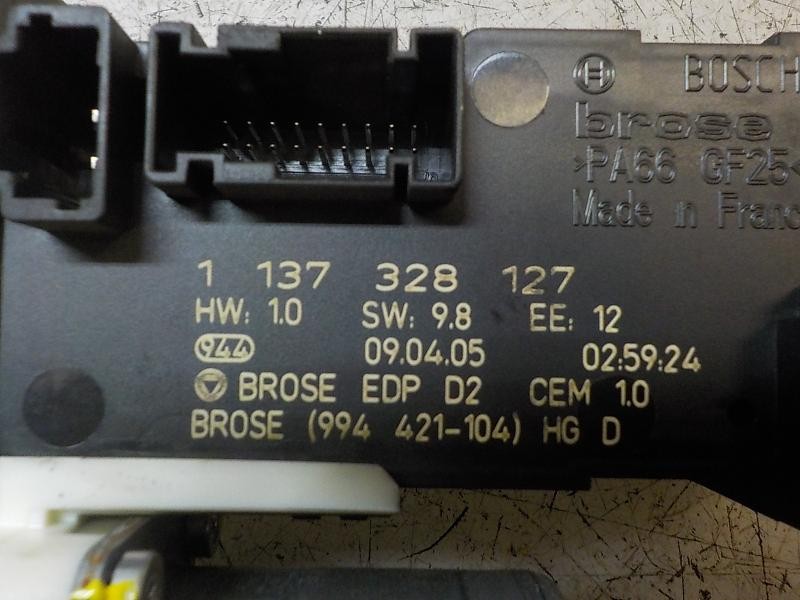 BOSCH
brose
>PA66 GF25<
Made in Franc
1 137 328 127
HW: 1.0 SW: 9.8 EE: 12
944 09.04.05 02:59:24
BROSE EDP D2 CEM 1.0
BROSE (994 421-104) HG D